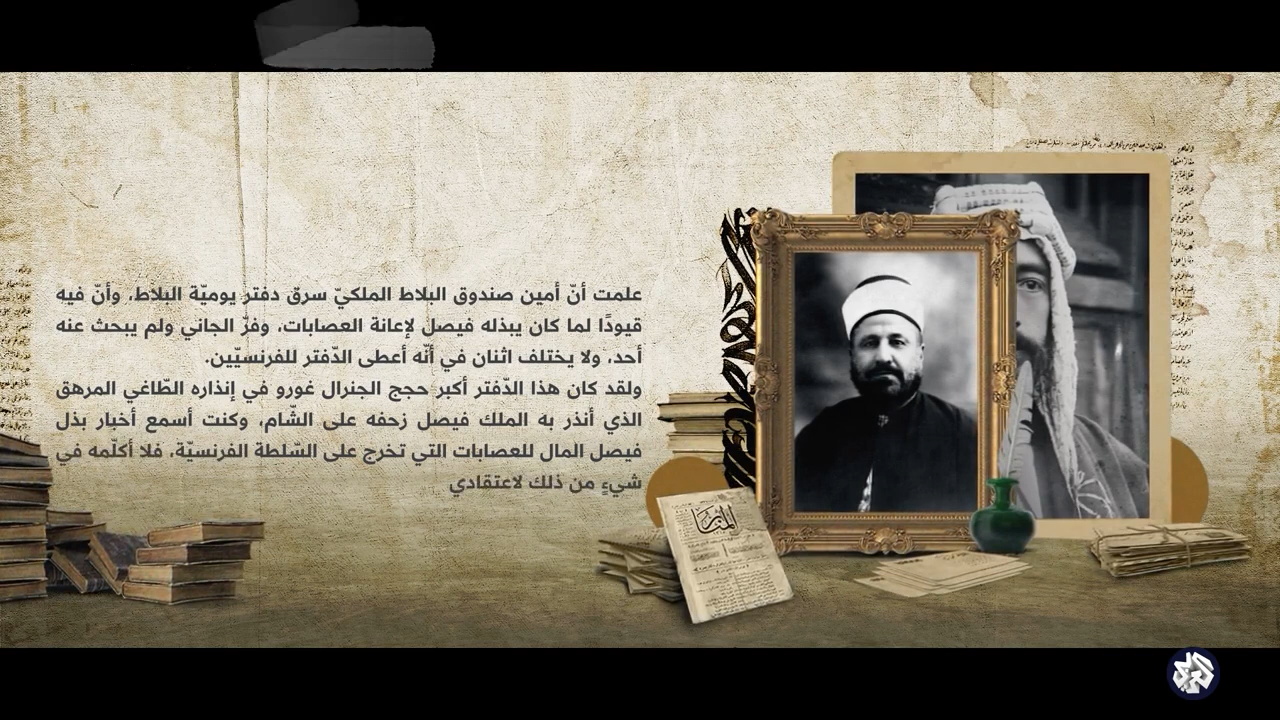 علمت أنّ أمين صندوق البلاط الملكيّ سرق دفتر يوميّة البلاط، وأنّ فيه
قيودًا لما كان يبذله فيصل لإعانة العصابات، وفرّ الجاني ولم يبحث عنه
أحد، ولا يختلف اثنان في أنّه أعطى الدّفتر للفرنسيّين.
ولقد كان هذا الدّفتر أكبر حجج الجنرال غورو في إنذاره الطّاغي المرهق
الذي أنذر به الملك فيصل زحفه على الشّام، وكنت أسمع أخبار بذل
فيصل المال للعصابات التي تخرج على السّلطة الفرنسيّة، فلا أكلّمه في
شيءٍ من ذلك لاعتقادي
المنار